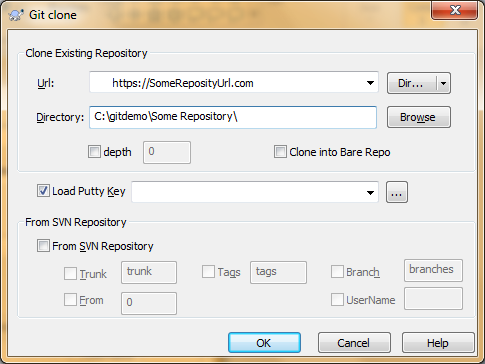 Git clone
Clone Existing Repository
Url: https://SomeReposityUrl.com Dir...
Directory: C:\gitdemo\Some Repository\ Browse
depth 0 Clone into Bare Repo
Load Putty Key ...
From SVN Repository
From SVN Repository
Trunk trunk Tags tags Branch branches
From 0 UserName
OK Cancel Help